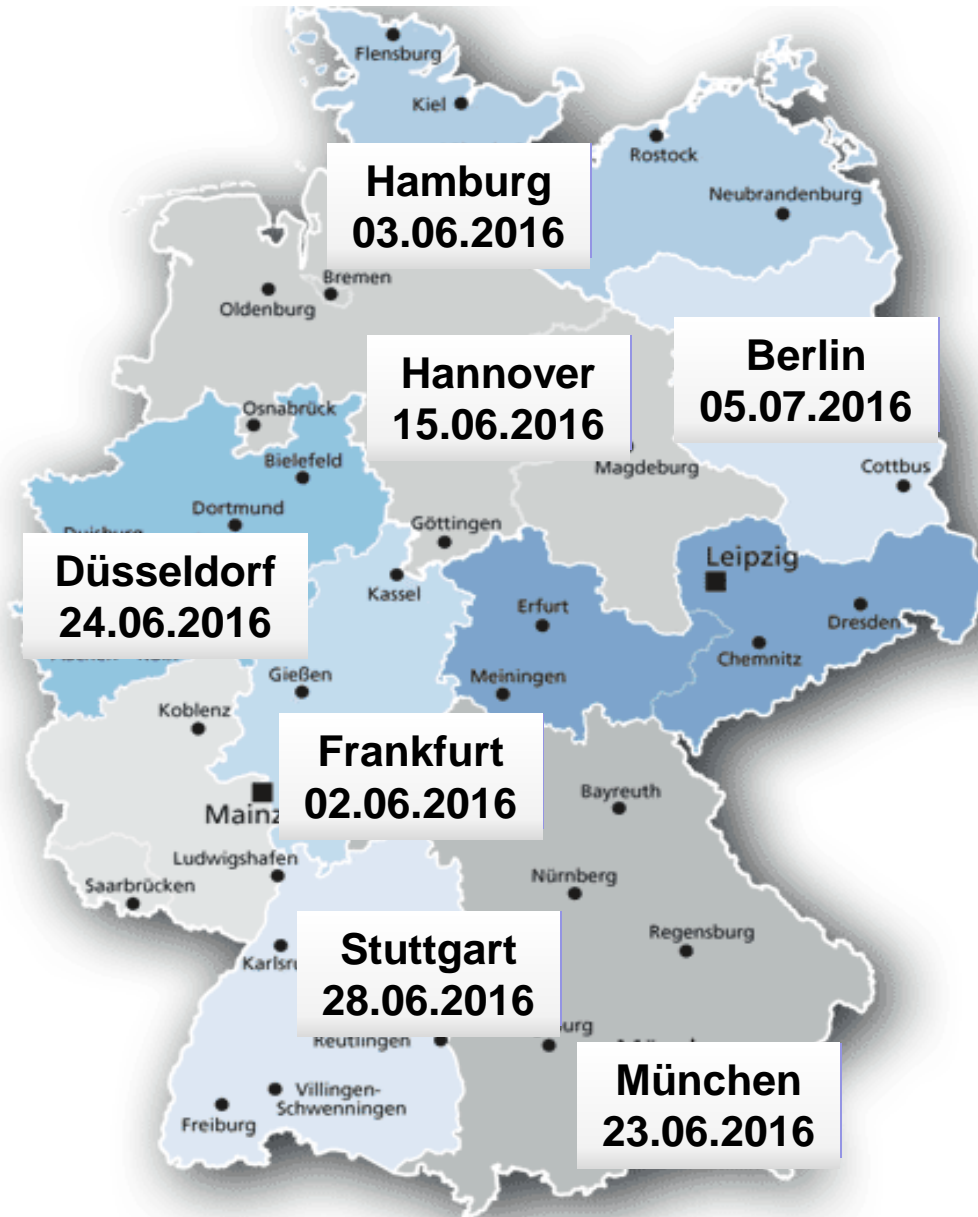 Flensburg
Kiel
Rostock
Hamburg
03.06.2016
Neubrandenburg
Bremen
Oldenburg
Berlin
05.07.2016
Hannover
15.06.2016
Osnabrück
Bielefeld
Magdeburg
Cottbus
Dortmund
Göttingen
Leipzig
Düsseldorf
24.06.2016
Kassel
Erfurt
Dresden
Chemnitz
Gießen
Meiningen
Koblenz
Frankfurt
02.06.2016
Bayreuth
Mainz
Ludwigshafen
Saarbrücken
Nürnberg
Regensburg
Stuttgart
28.06.2016
Reutlingen
München
23.06.2016
Villingen-
Schwenningen
Freiburg